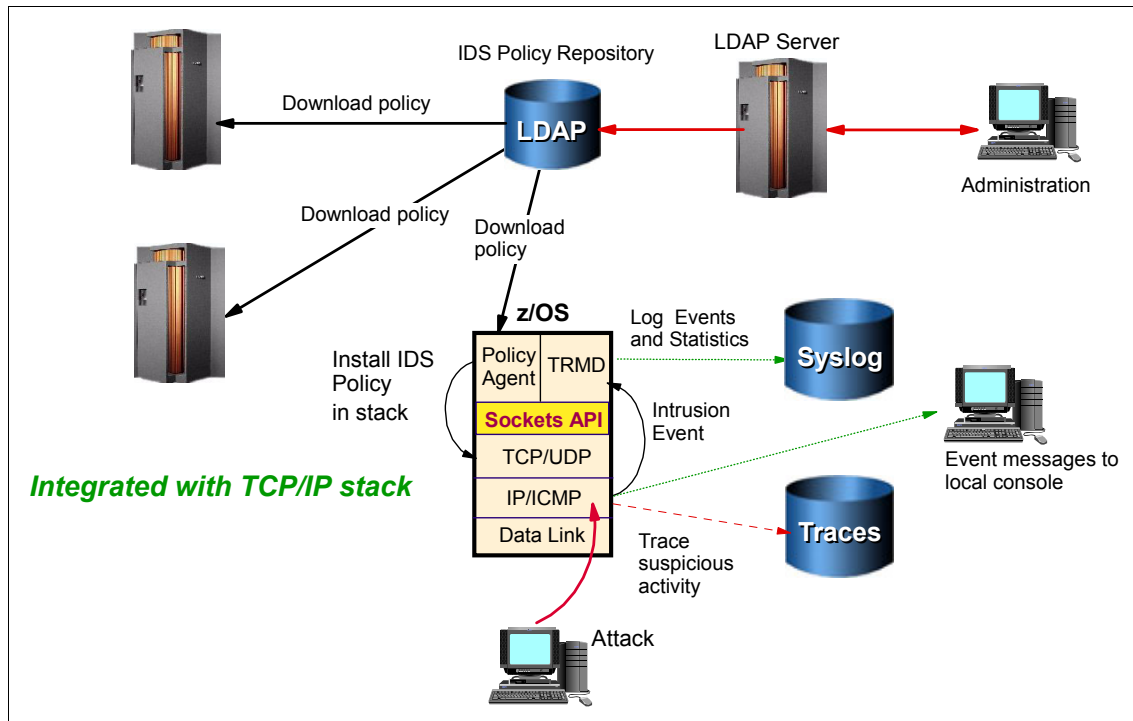 IDS Policy Repository
LDAP Server
Download policy
LDAP
Administration
Download policy
Download
policy
z/OS
Policy
Agent
TRMD
Log Events
and Statistics
Syslog
Install IDS
Policy
in stack
Sockets API
Intrusion
Event
TCP/UDP
Event messages to
local console
Integrated with TCP/IP stack
IP/ICMP
Data Link
Traces
Trace
suspicious
activity
Attack